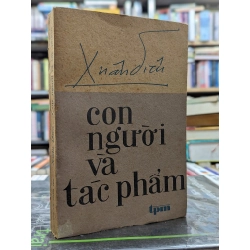 Xuân Diệu
con
người
và
tác phẩm
tpm